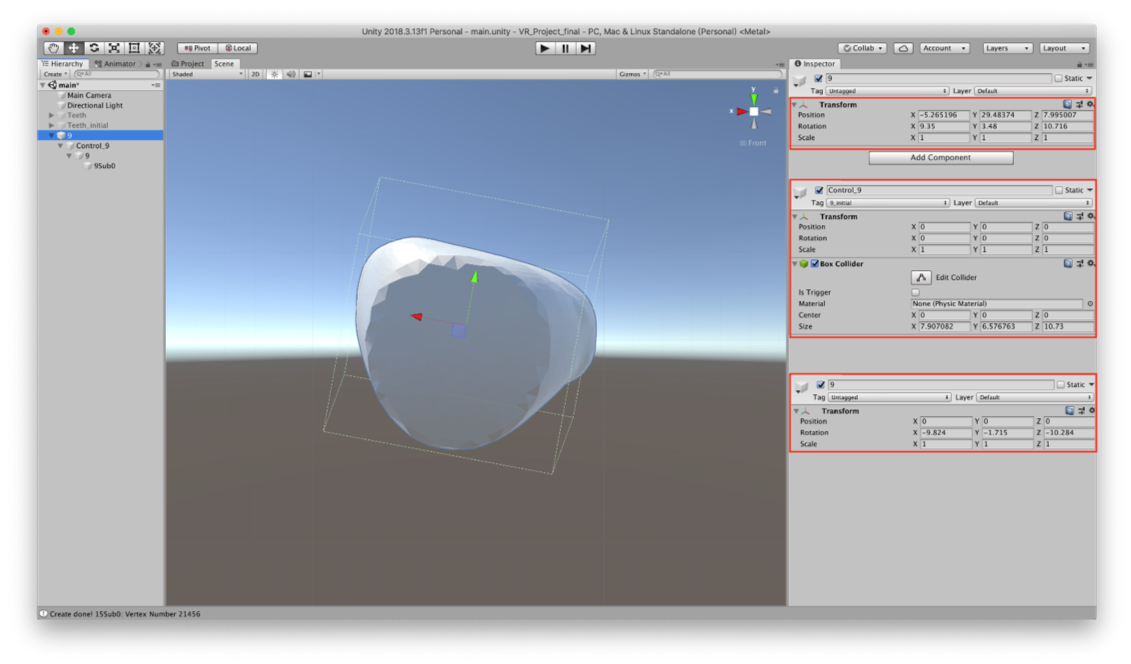 Unity 2018.3.13f1 Personal - main.unity - VR_Project_final - PC, Mac & Linux Standalone (Personal) <Metal>
Pivot Local Collab Account Layers Layout
Hierarchy Animator Project Scene Inspector
Create All Shaded 2D Gizmos All
main*
Main Camera
Directional Light
Teeth
Teeth_initial
9
Control_9
9
9Sub0
y
x
Front
9 Static
Tag Untagged Layer Default
Transform
Position X -5.265196 Y 29.48374 Z 7.995007
Rotation X 9.35 Y 3.48 Z 10.716
Scale X 1 Y 1 Z 1
Add Component
Control_9 Static
Tag 9_initial Layer Default
Transform
Position X 0 Y 0 Z 0
Rotation X 0 Y 0 Z 0
Scale X 1 Y 1 Z 1
Box Collider
Edit Collider
Is Trigger
Material None (Physic Material)
Center X 0 Y 0 Z 0
Size X 7.907082 Y 6.576763 Z 10.73
9 Static
Tag Untagged Layer Default
Transform
Position X 0 Y 0 Z 0
Rotation X -9.824 Y -1.715 Z -10.284
Scale X 1 Y 1 Z 1
Create done! 15Sub0: Vertex Number 21456